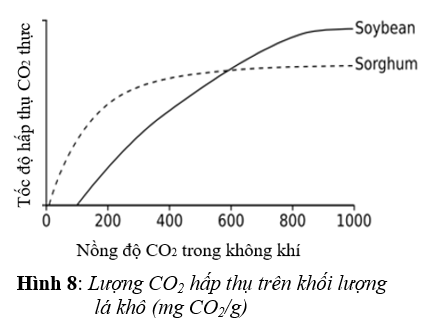 Tốc độ hấp thụ CO2 thực
Soybean
Sorghum
0 200 400 600 800 1000
Nồng độ CO2 trong không khí
Hình 8: Lượng CO2 hấp thụ trên khối lượng
lá khô (mg CO2/g)